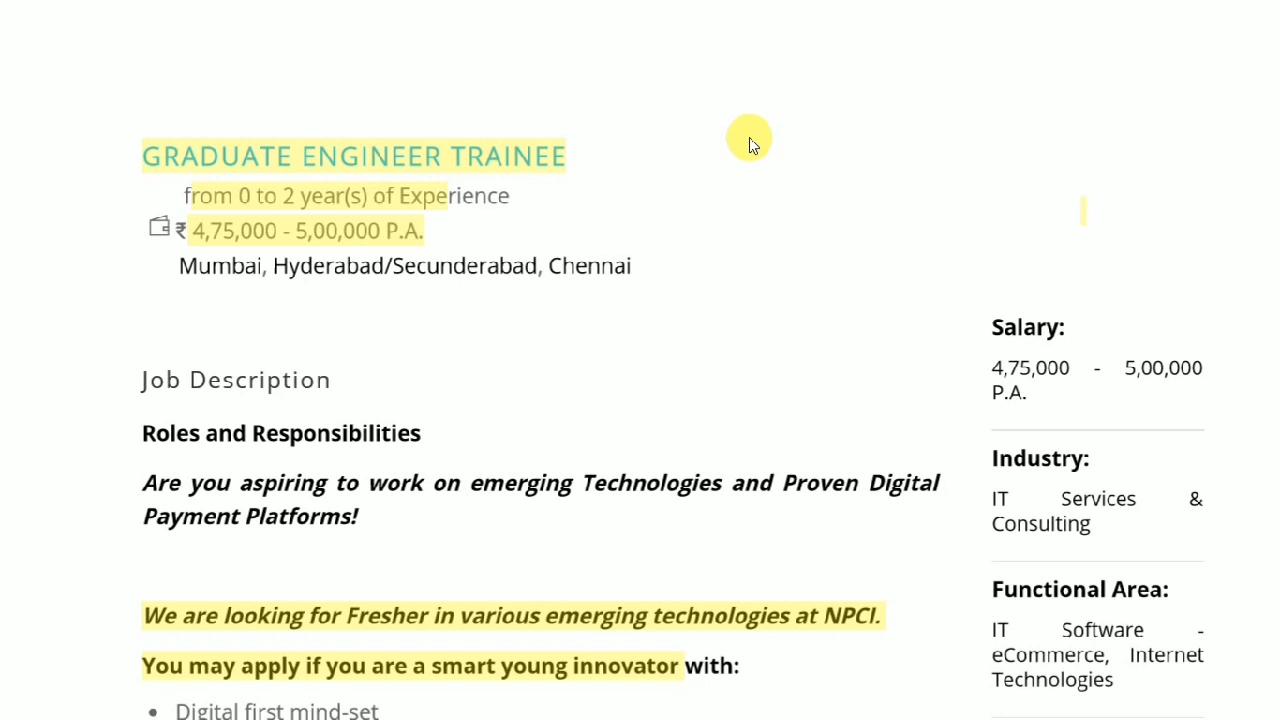 GRADUATE ENGINEER TRAINEE
from 0 to 2 year(s) of Experience
₹ 4,75,000 - 5,00,000 P.A.
Mumbai, Hyderabad/Secunderabad, Chennai
Job Description
Roles and Responsibilities
Are you aspiring to work on emerging Technologies and Proven Digital
Payment Platforms!
We are looking for Fresher in various emerging technologies at NPCI.
You may apply if you are a smart young innovator with:
• Digital first mind-set
Salary:
4,75,000 - 5,00,000
P.A.
Industry:
IT Services &
Consulting
Functional Area:
IT Software -
eCommerce, Internet
Technologies